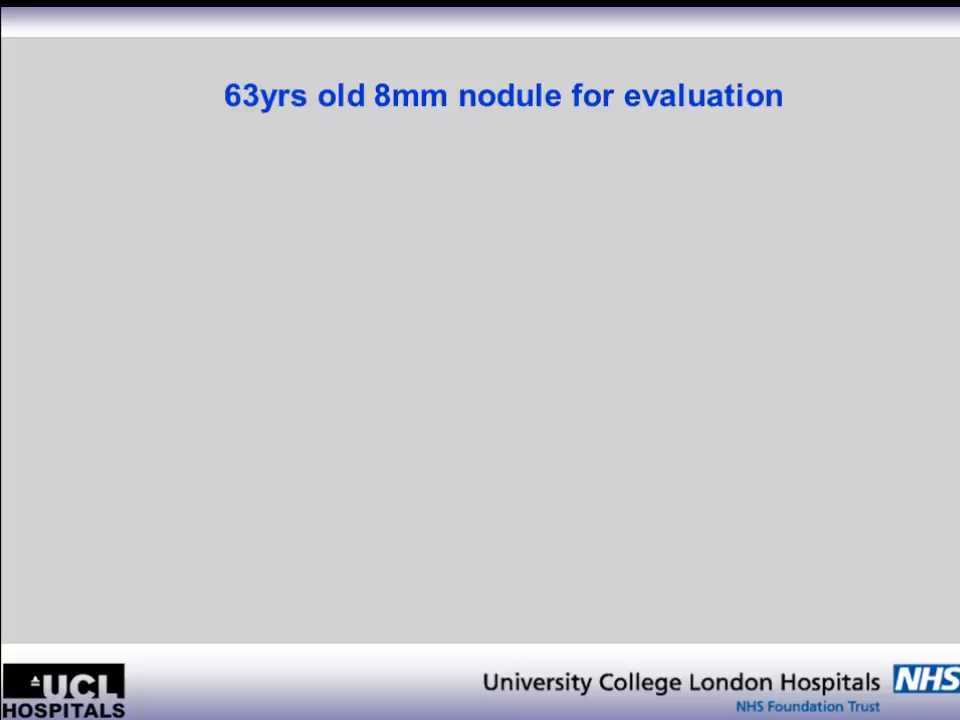 63yrs old 8mm nodule for evaluation
UCL
HOSPITALS
University College London Hospitals
NHS
NHS Foundation Trust